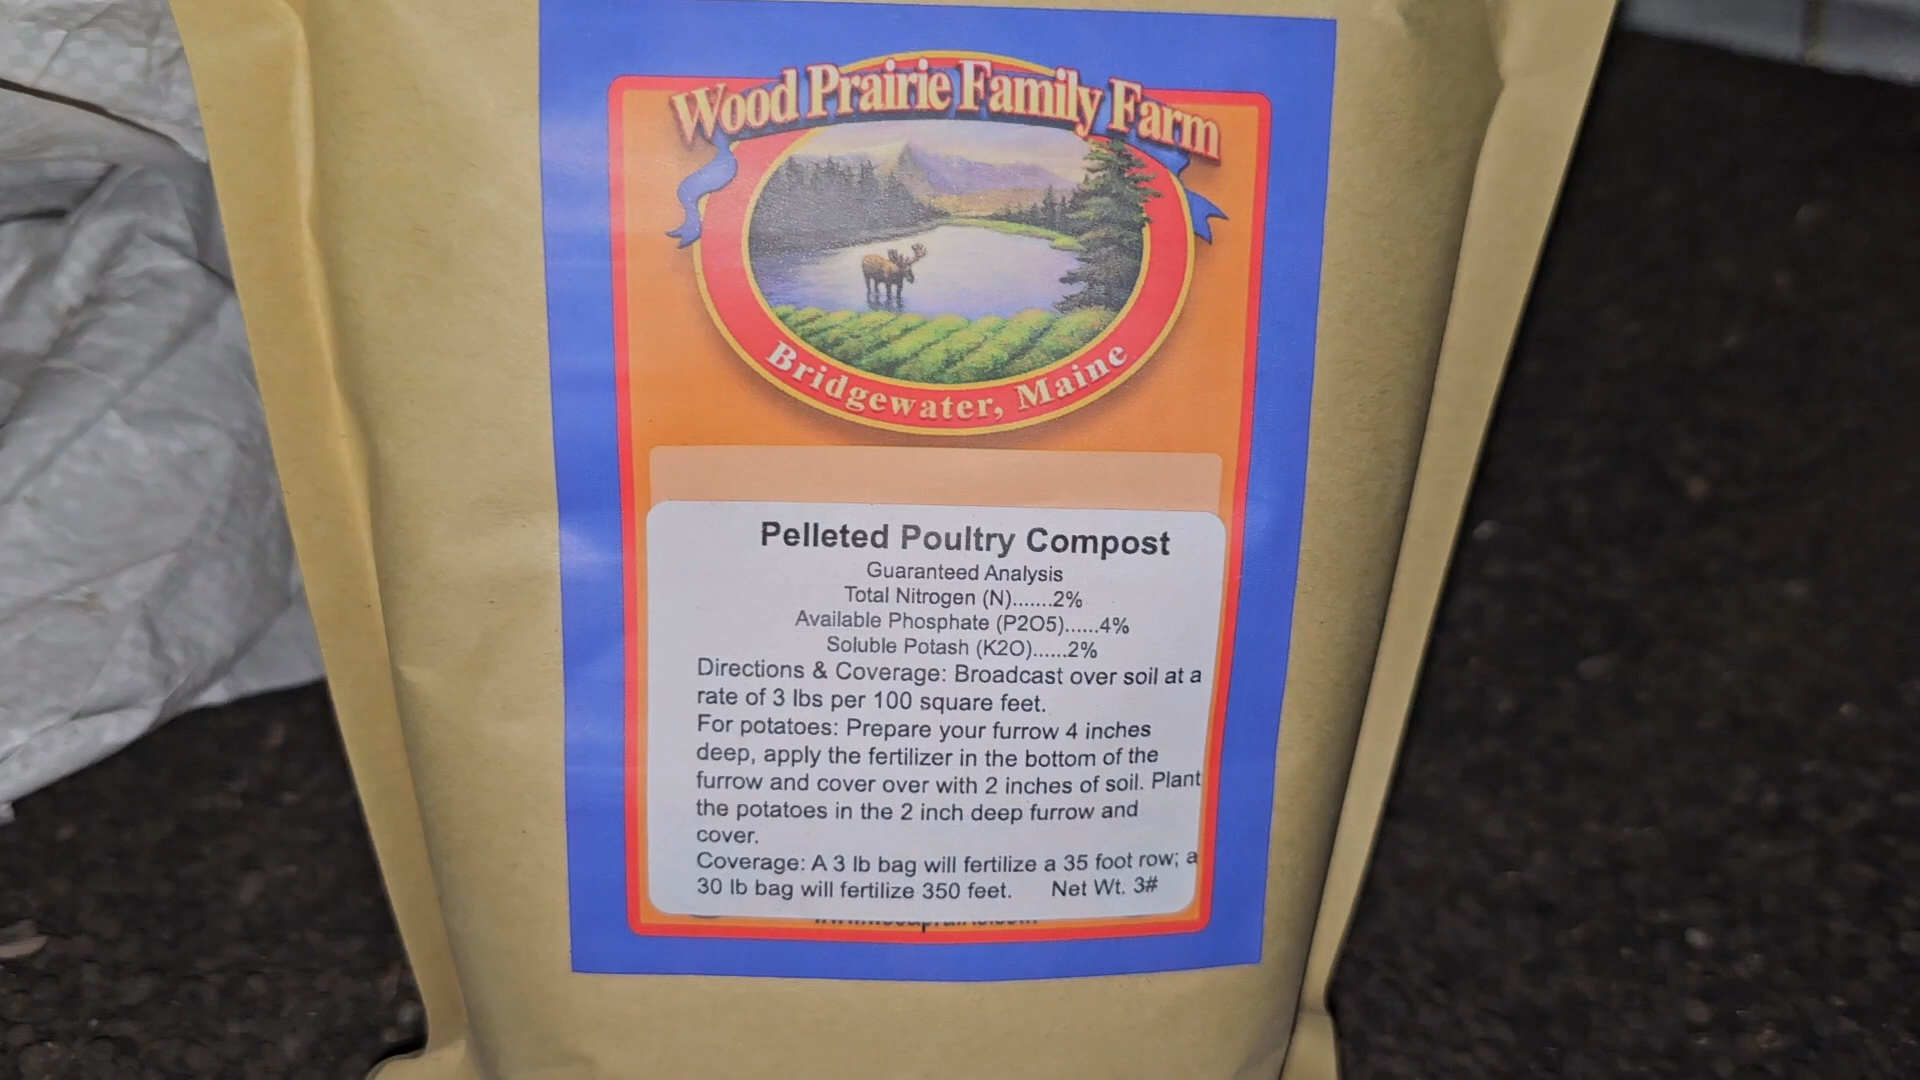 Wood Prairie Family Farm
Bridgewater, Maine
Pelleted Poultry Compost
Guaranteed Analysis
Total Nitrogen (N).......2%
Available Phosphate (P2O5)......4%
Soluble Potash (K2O)......2%
Directions & Coverage: Broadcast over soil at a
rate of 3 lbs per 100 square feet.
For potatoes: Prepare your furrow 4 inches
deep, apply the fertilizer in the bottom of the
furrow and cover over with 2 inches of soil. Plant
the potatoes in the 2 inch deep furrow and
cover.
Coverage: A 3 lb bag will fertilize a 35 foot row; a
30 lb bag will fertilize 350 feet. Net Wt. 3#